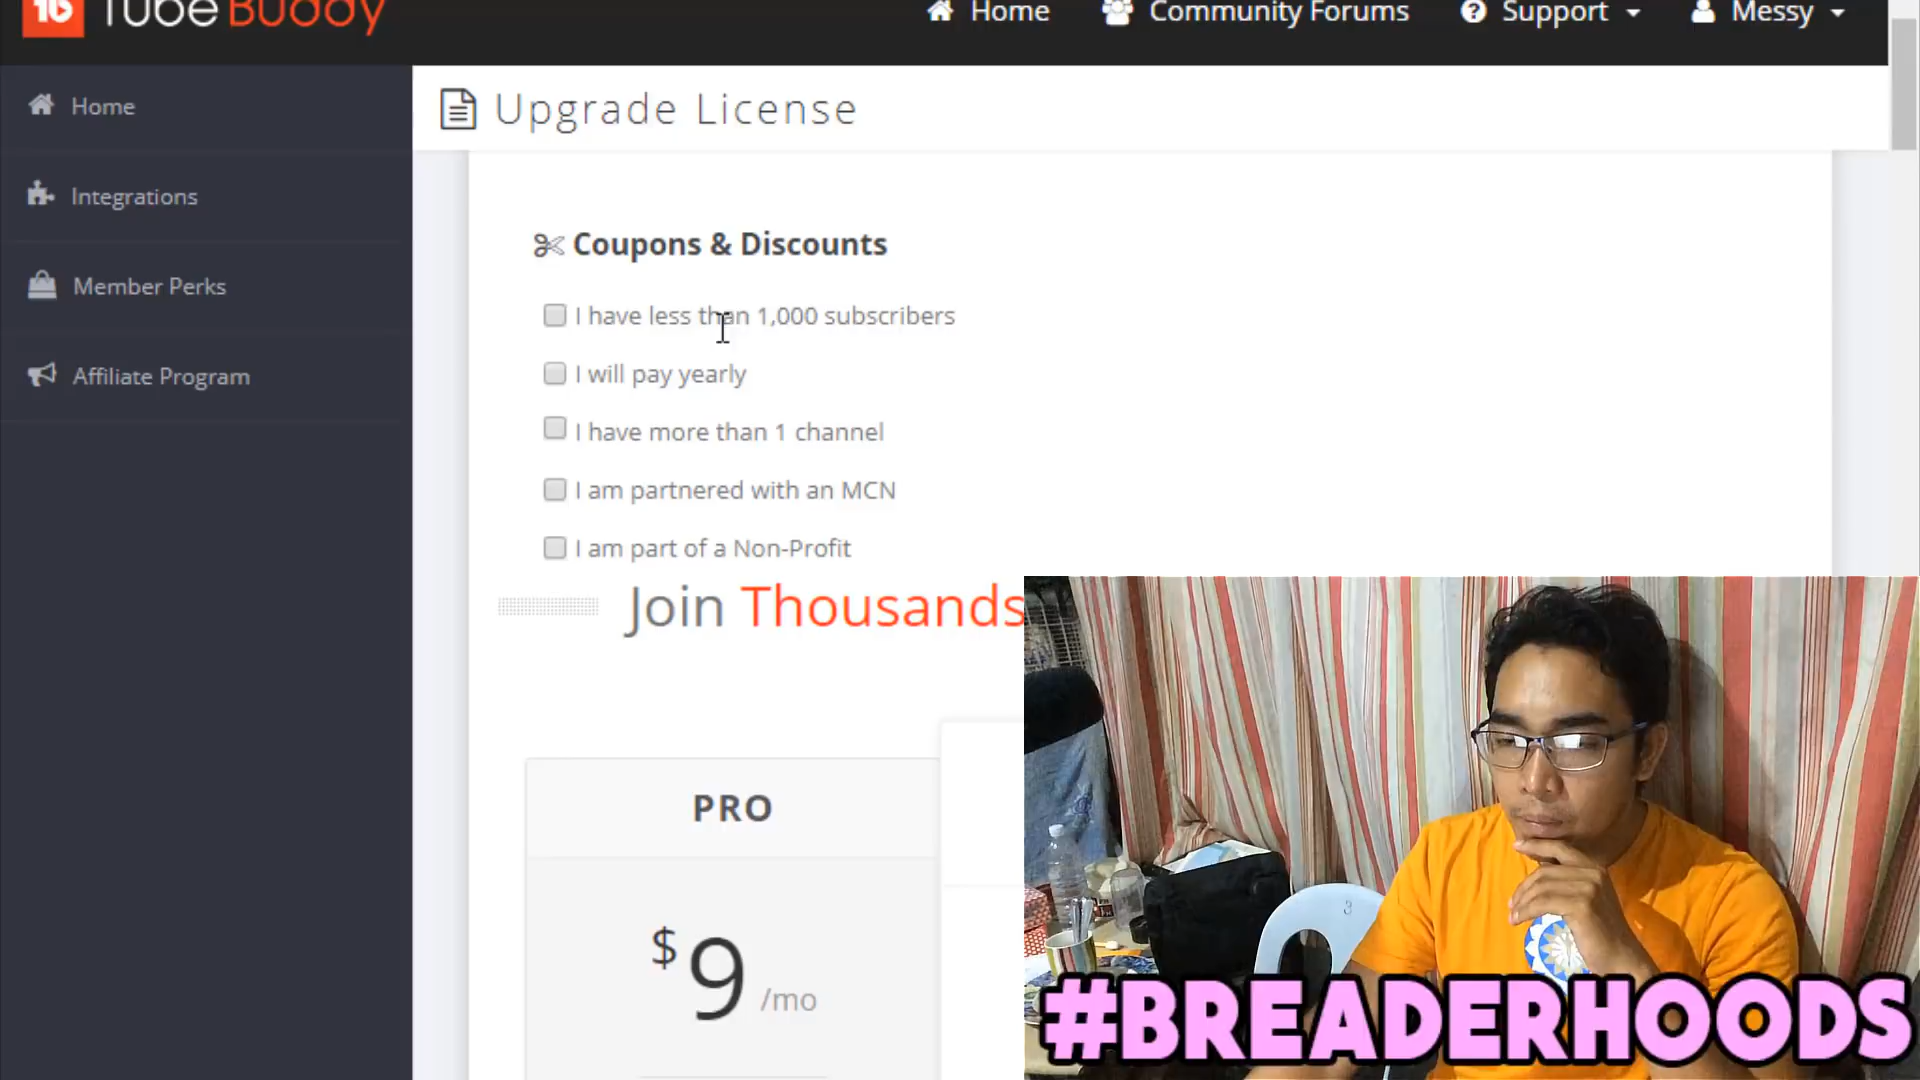 TubeBuddy
Home
Community Forums
Support
Messy
Home
Integrations
Member Perks
Affiliate Program
Upgrade License
Coupons & Discounts
I have less than 1,000 subscribers
I will pay yearly
I have more than 1 channel
I am partnered with an MCN
I am part of a Non-Profit
Join Thousands
PRO
$9 /mo
3
#BREADERHOODS